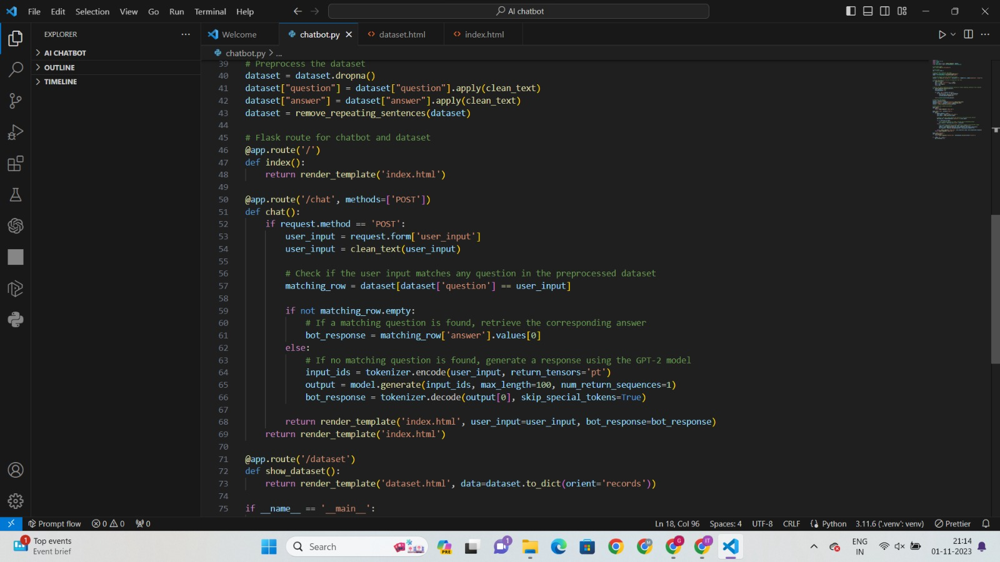 File Edit Selection View Go Run Terminal Help
AI chatbot
EXPLORER
AI CHATBOT
OUTLINE
TIMELINE
Welcome chatbot.py dataset.html index.html
chatbot.py > ...
39 # Preprocess the dataset
40 dataset = dataset.dropna()
41 dataset["question"] = dataset["question"].apply(clean_text)
42 dataset["answer"] = dataset["answer"].apply(clean_text)
43 dataset = remove_repeating_sentences(dataset)
44
45 # Flask route for chatbot and dataset
46 @app.route('/')
47 def index():
48     return render_template('index.html')
49
50 @app.route('/chat', methods=['POST'])
51 def chat():
52     if request.method == 'POST':
53         user_input = request.form['user_input']
54         user_input = clean_text(user_input)
55
56         # Check if the user input matches any question in the preprocessed dataset
57         matching_row = dataset[dataset['question'] == user_input]
58
59         if not matching_row.empty:
60             # If a matching question is found, retrieve the corresponding answer
61             bot_response = matching_row['answer'].values[0]
62         else:
63             # If no matching question is found, generate a response using the GPT-2 model
64             input_ids = tokenizer.encode(user_input, return_tensors='pt')
65             output = model.generate(input_ids, max_length=100, num_return_sequences=1)
66             bot_response = tokenizer.decode(output[0], skip_special_tokens=True)
67
68         return render_template('index.html', user_input=user_input, bot_response=bot_response)
69     return render_template('index.html')
70
71 @app.route('/dataset')
72 def show_dataset():
73     return render_template('dataset.html', data=dataset.to_dict(orient='records'))
74
75 if __name__ == '__main__':
Prompt flow 0 0 0 Ln 18, Col 96 Spaces: 4 UTF-8 CRLF Python 3.11.6 ('.venv': venv) Prettier
1 Top events
Event brief
Search
PRE
1
M
G
IT
ENG
IN
21:14
01-11-2023